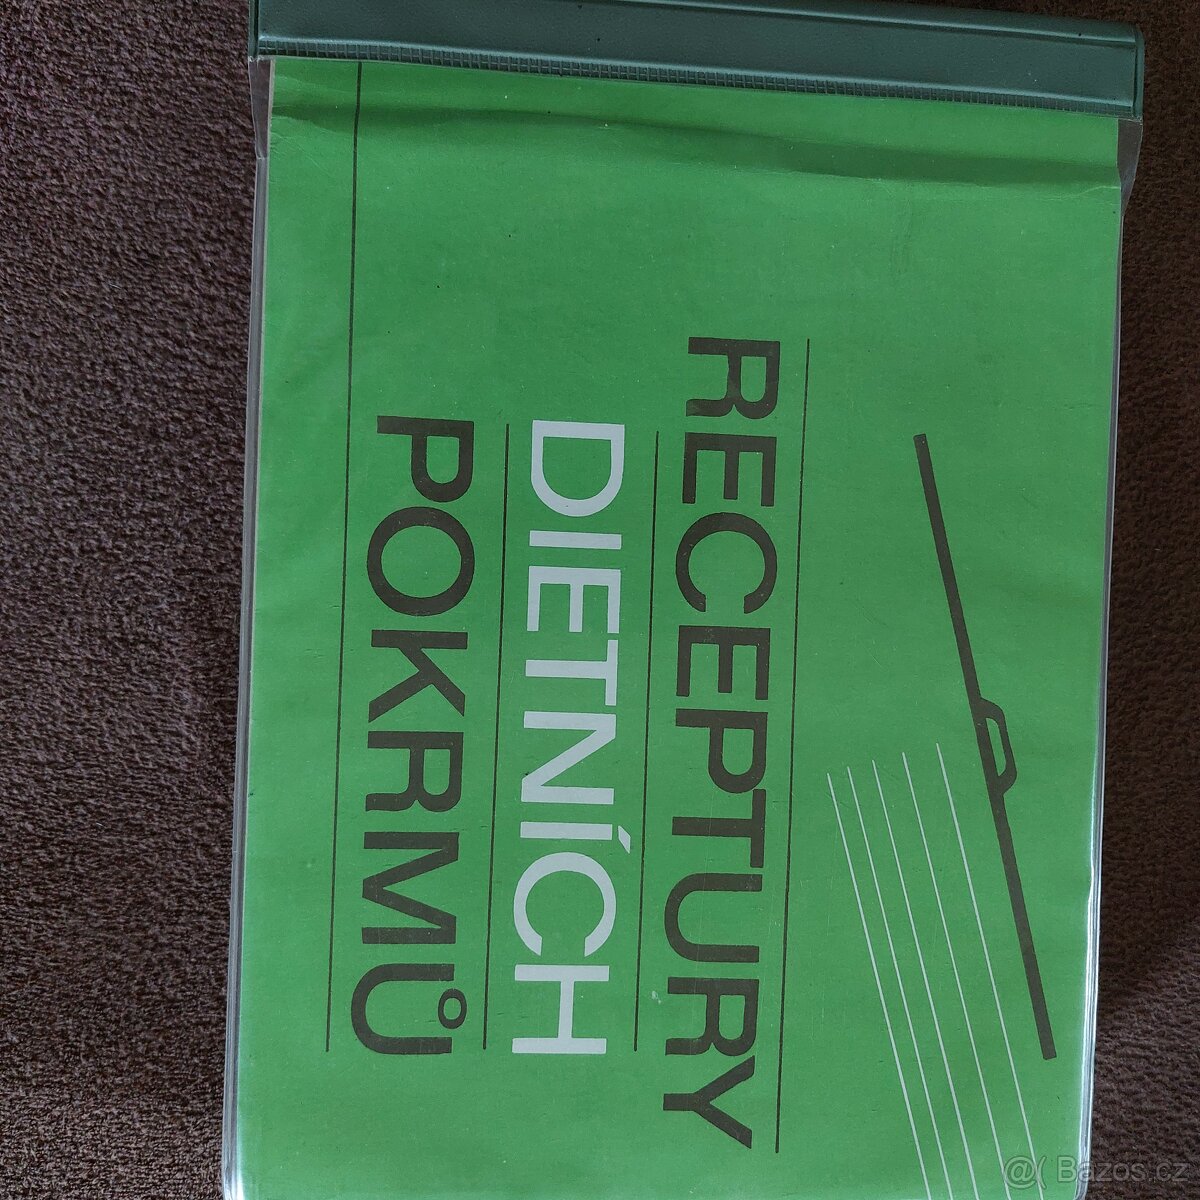 RECEPTURY
DIETNÍCH
POKRMŮ
@( Bazos.cz